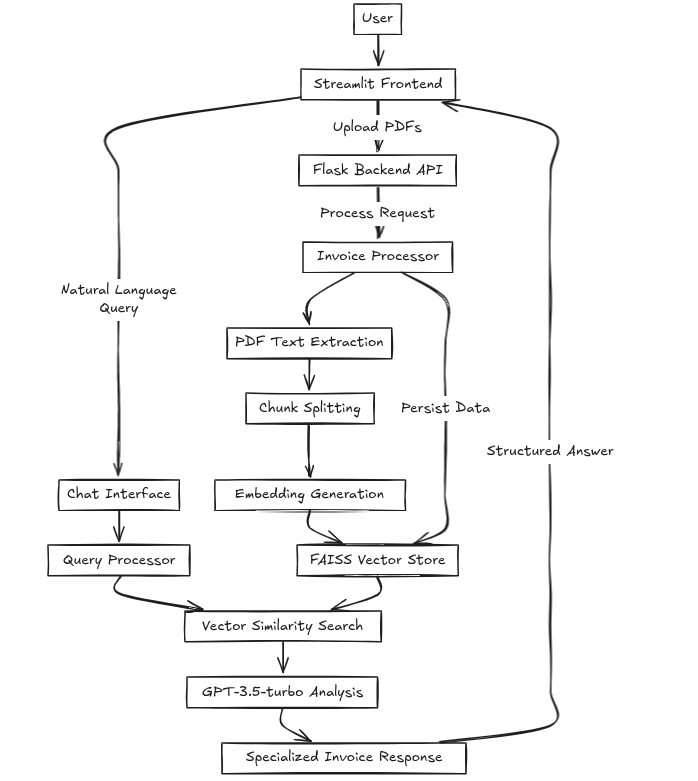 User
Streamlit Frontend
Upload PDFs
Flask Backend API
Process Request
Invoice Processor
Natural Language
Query
PDF Text Extraction
Chunk Splitting
Persist Data
Structured Answer
Chat Interface
Embedding Generation
Query Processor
FAISS Vector Store
Vector Similarity Search
GPT-3.5-turbo Analysis
Specialized Invoice Response